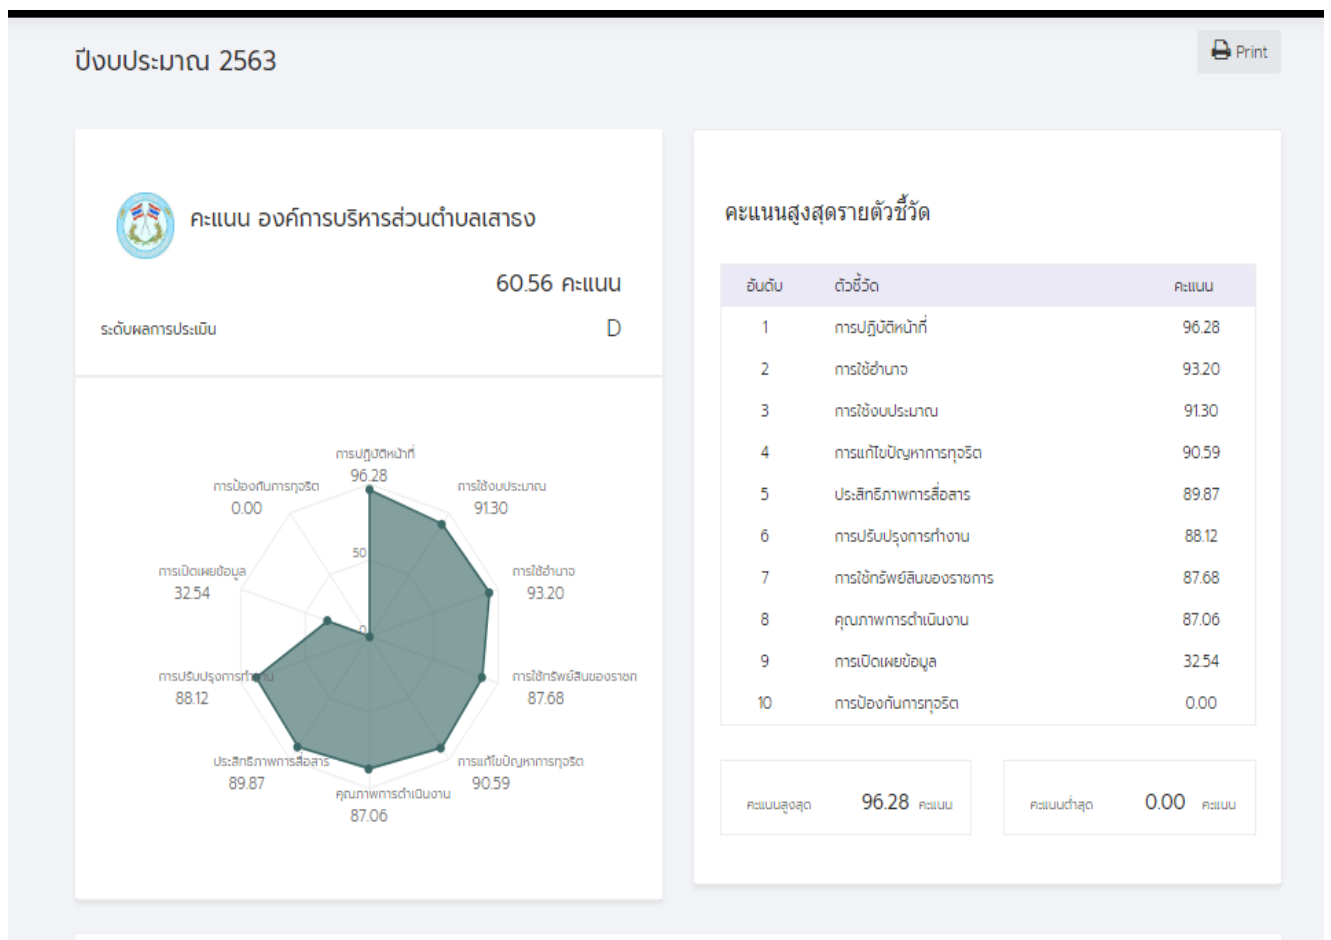 ปีงบประมาณ 2563
Print
คะแนน องค์การบริหารส่วนตำบลเสาธง
60.56 คะแนน
ระดับผลการประเมิน D
การปฏิบัติหน้าที่
96.28
การป้องกันการทุจริต
0.00
การใช้งบประมาณ
91.30
50
การเปิดเผยข้อมูล
32.54
การใช้อำนาจ
93.20
0
การปรับปรุงการทำงาน
88.12
การใช้ทรัพย์สินของราชก
87.68
ประสิทธิภาพการสื่อสาร
89.87
การแก้ไขปัญหาการทุจริต
90.59
คุณภาพการดำเนินงาน
87.06
คะแนนสูงสุดรายตัวชี้วัด
อันดับ ตัวชี้วัด คะแนน
1 การปฏิบัติหน้าที่ 96.28
2 การใช้อำนาจ 93.20
3 การใช้งบประมาณ 91.30
4 การแก้ไขปัญหาการทุจริต 90.59
5 ประสิทธิภาพการสื่อสาร 89.87
6 การปรับปรุงการทำงาน 88.12
7 การใช้ทรัพย์สินของราชการ 87.68
8 คุณภาพการดำเนินงาน 87.06
9 การเปิดเผยข้อมูล 32.54
10 การป้องกันการทุจริต 0.00
คะแนนสูงสุด 96.28 คะแนน
คะแนนต่ำสุด 0.00 คะแนน